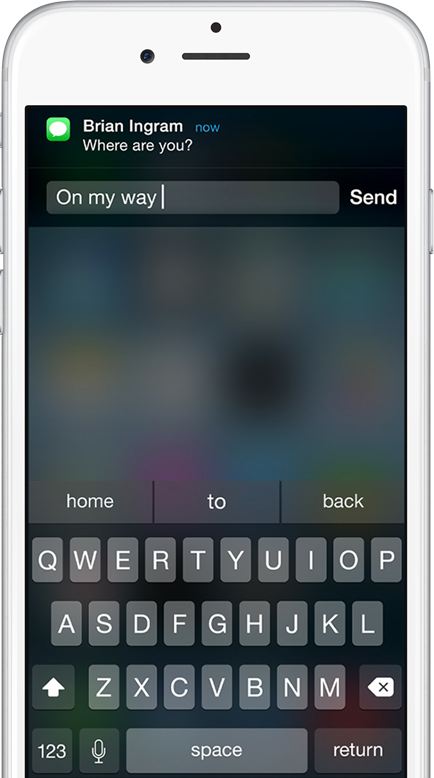 Brian Ingram now
Where are you?
On my way
Send
home to back
Q W E R T Y U I O P
A S D F G H J K L
Z X C V B N M
123 space return